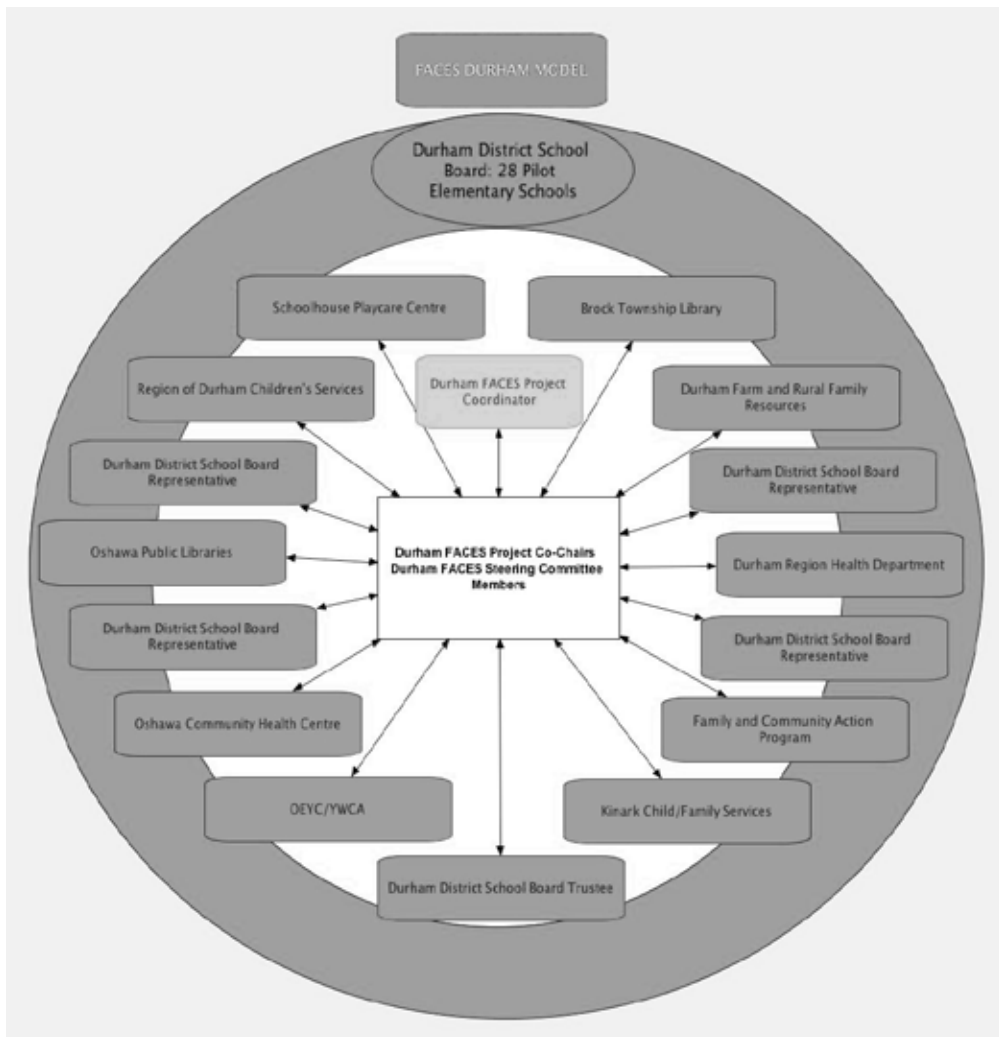 FACES DURHAM MODEL
Durham District School
Board: 28 Pilot
Elementary Schools
Schoolhouse Playcare Centre
Brock Township Library
Region of Durham Children's Services
Durham FACES Project
Coordinator
Durham Farm and Rural Family
Resources
Durham District School Board
Representative
Durham District School Board
Representative
Oshawa Public Libraries
Durham FACES Project Co-Chairs
Durham FACES Steering Committee
Members
Durham Region Health Department
Durham District School Board
Representative
Durham District School Board
Representative
Oshawa Community Health Centre
Family and Community Action
Program
OEYC/YWCA
Kinark Child/Family Services
Durham District School Board Trustee